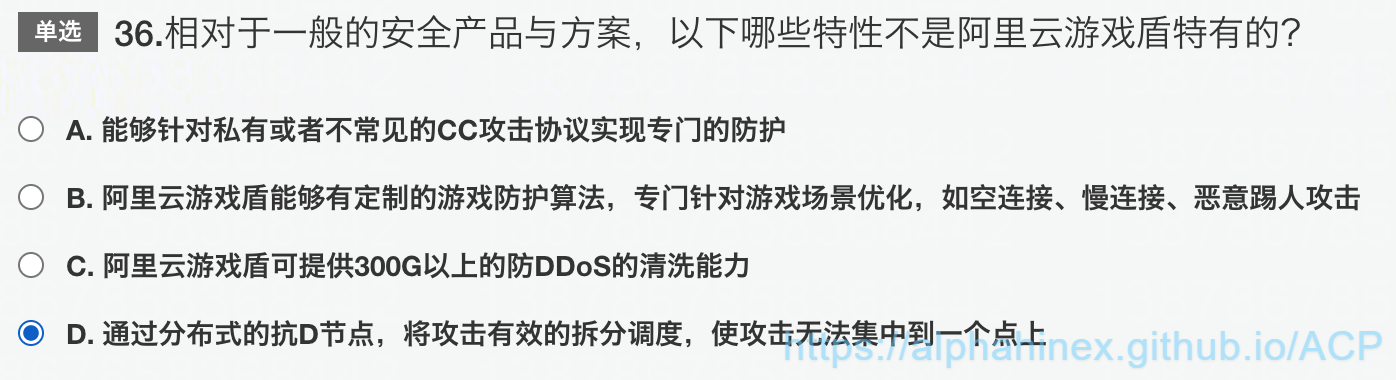 单选 36.相对于一般的安全产品与方案，以下哪些特性不是阿里云游戏盾特有的？
A. 能够针对私有或者不常见的CC攻击协议实现专门的防护
B. 阿里云游戏盾能够有定制的游戏防护算法，专门针对游戏场景优化，如空连接、慢连接、恶意踢人攻击
C. 阿里云游戏盾可提供300G以上的防DDoS的清洗能力
D. 通过分布式的抗D节点，将攻击有效的拆分调度，使攻击无法集中到一个点上
https://alphahinex.github.io/ACP